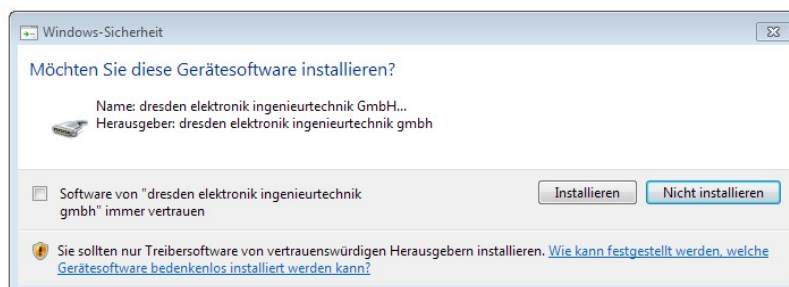 Windows-Sicherheit
Möchten Sie diese Gerätesoftware installieren?
Name: dresden elektronik ingenieurtechnik GmbH...
Herausgeber: dresden elektronik ingenieurtechnik gmbh
Software von "dresden elektronik ingenieurtechnik
gmbh" immer vertrauen
Installieren
Nicht installieren
Sie sollten nur Treibersoftware von vertrauenswürdigen Herausgebern installieren. Wie kann festgestellt werden, welche
Gerätesoftware bedenkenlos installiert werden kann?